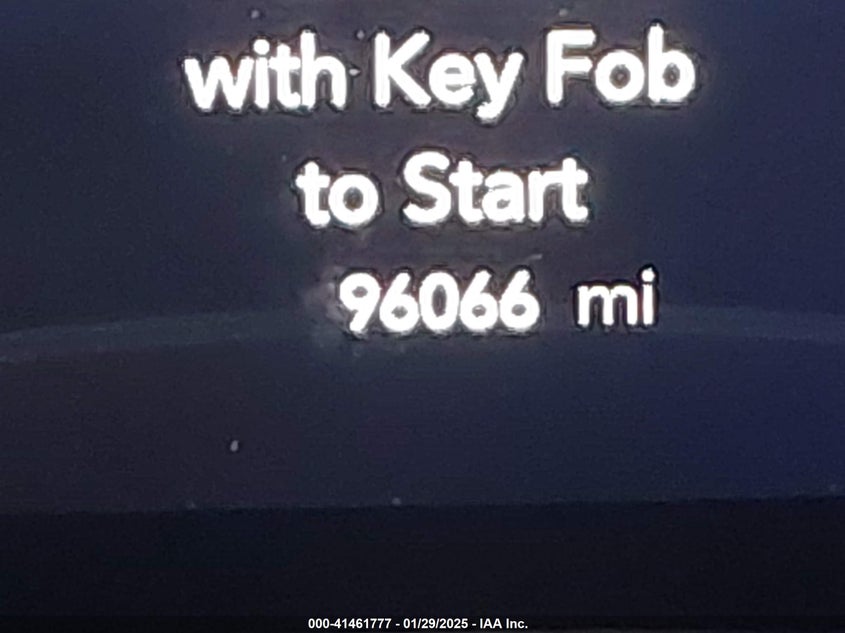 with Key Fob
to Start
96066 mi
000-41461777 - 01/29/2025 - IAA Inc.